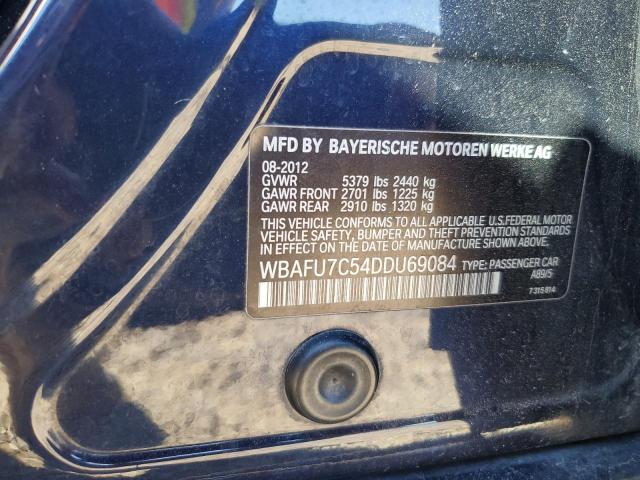 MFD BY BAYERISCHE MOTOREN WERKE AG
08-2012
GVWR 5379 lbs 2440 kg
GAWR FRONT 2701 lbs 1225 kg
GAWR REAR 2910 lbs 1320 kg
THIS VEHICLE CONFORMS TO ALL APPLICABLE U.S.FEDERAL MOTOR
VEHICLE SAFETY, BUMPER AND THEFT PREVENTION STANDARDS
IN EFFECT ON THE DATE OF MANUFACTURE SHOWN ABOVE.
WBAFU7C54DDU69084 TYPE: PASSENGER CAR
A89/5
7315814